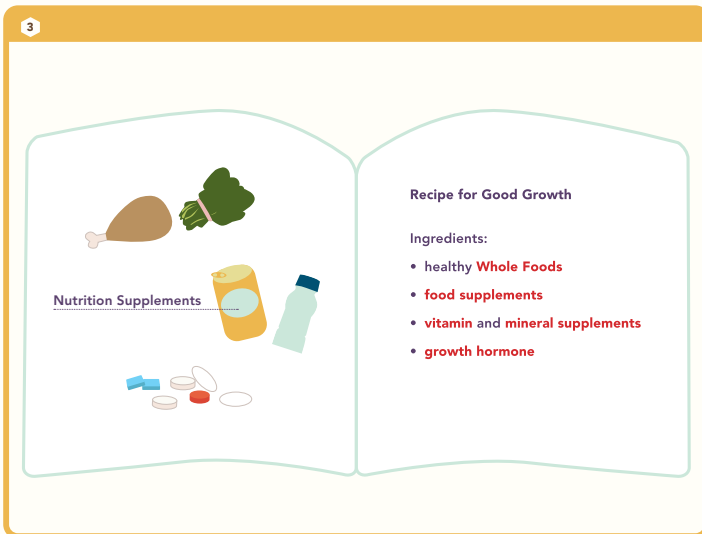 3
Nutrition Supplements
Recipe for Good Growth
Ingredients:
• healthy Whole Foods
• food supplements
• vitamin and mineral supplements
• growth hormone